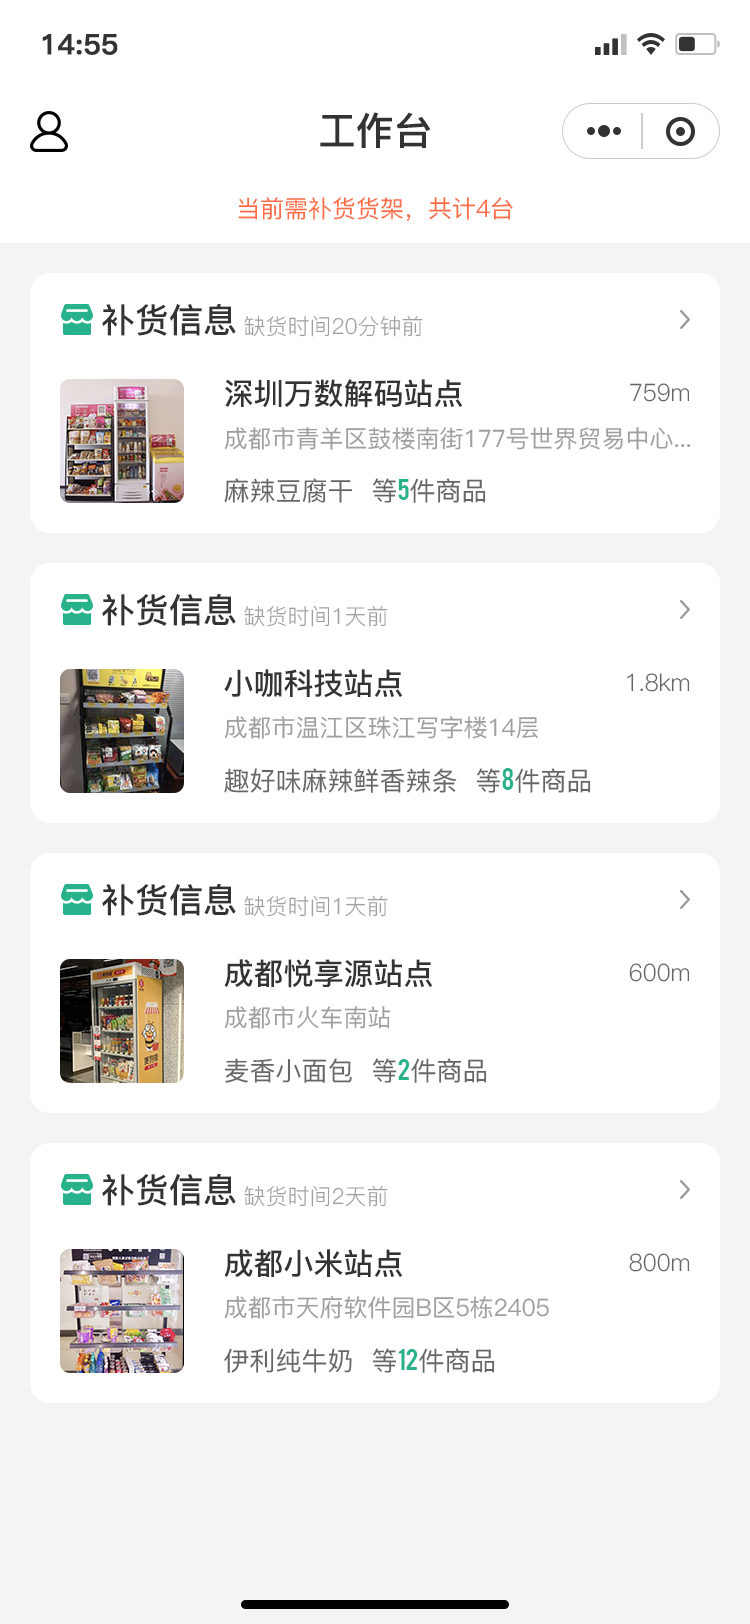 14:55
工作台
当前需补货货架，共计4台
补货信息 缺货时间20分钟前
深圳万数解码站点 759m
成都市青羊区鼓楼南街177号世界贸易中心...
麻辣豆腐干 等5件商品
补货信息 缺货时间1天前
小咖科技站点 1.8km
成都市温江区珠江写字楼14层
趣好味麻辣鲜香辣条 等8件商品
补货信息 缺货时间1天前
成都悦享源站点 600m
成都市火车南站
麦香小面包 等2件商品
补货信息 缺货时间2天前
成都小米站点 800m
成都市天府软件园B区5栋2405
伊利纯牛奶 等12件商品